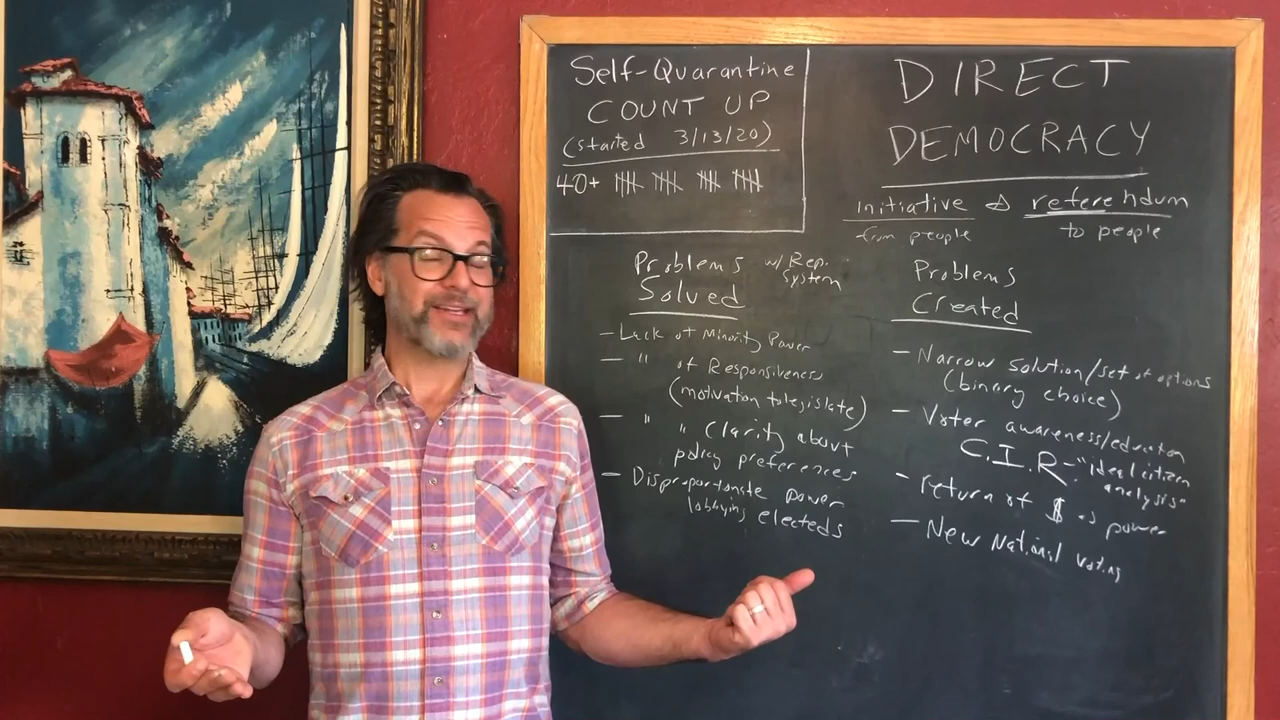 Self-Quarantine
COUNT UP
(started 3/13/20)
40+
DIRECT
DEMOCRACY
initiative & referendum
from people
to people
Problems w/Rep. System
Solved
- Lack of Minority Power
- " of Responsiveness
(motivation to legislate)
- " " Clarity about
policy preferences
- Disproportionate power
lobbying electeds
Problems
Created
- Narrow solution/set of options
(binary choice)
- Voter awareness/education
C.I.R. - "ideal citizen
analysis"
- return of $ as power
- New National voting